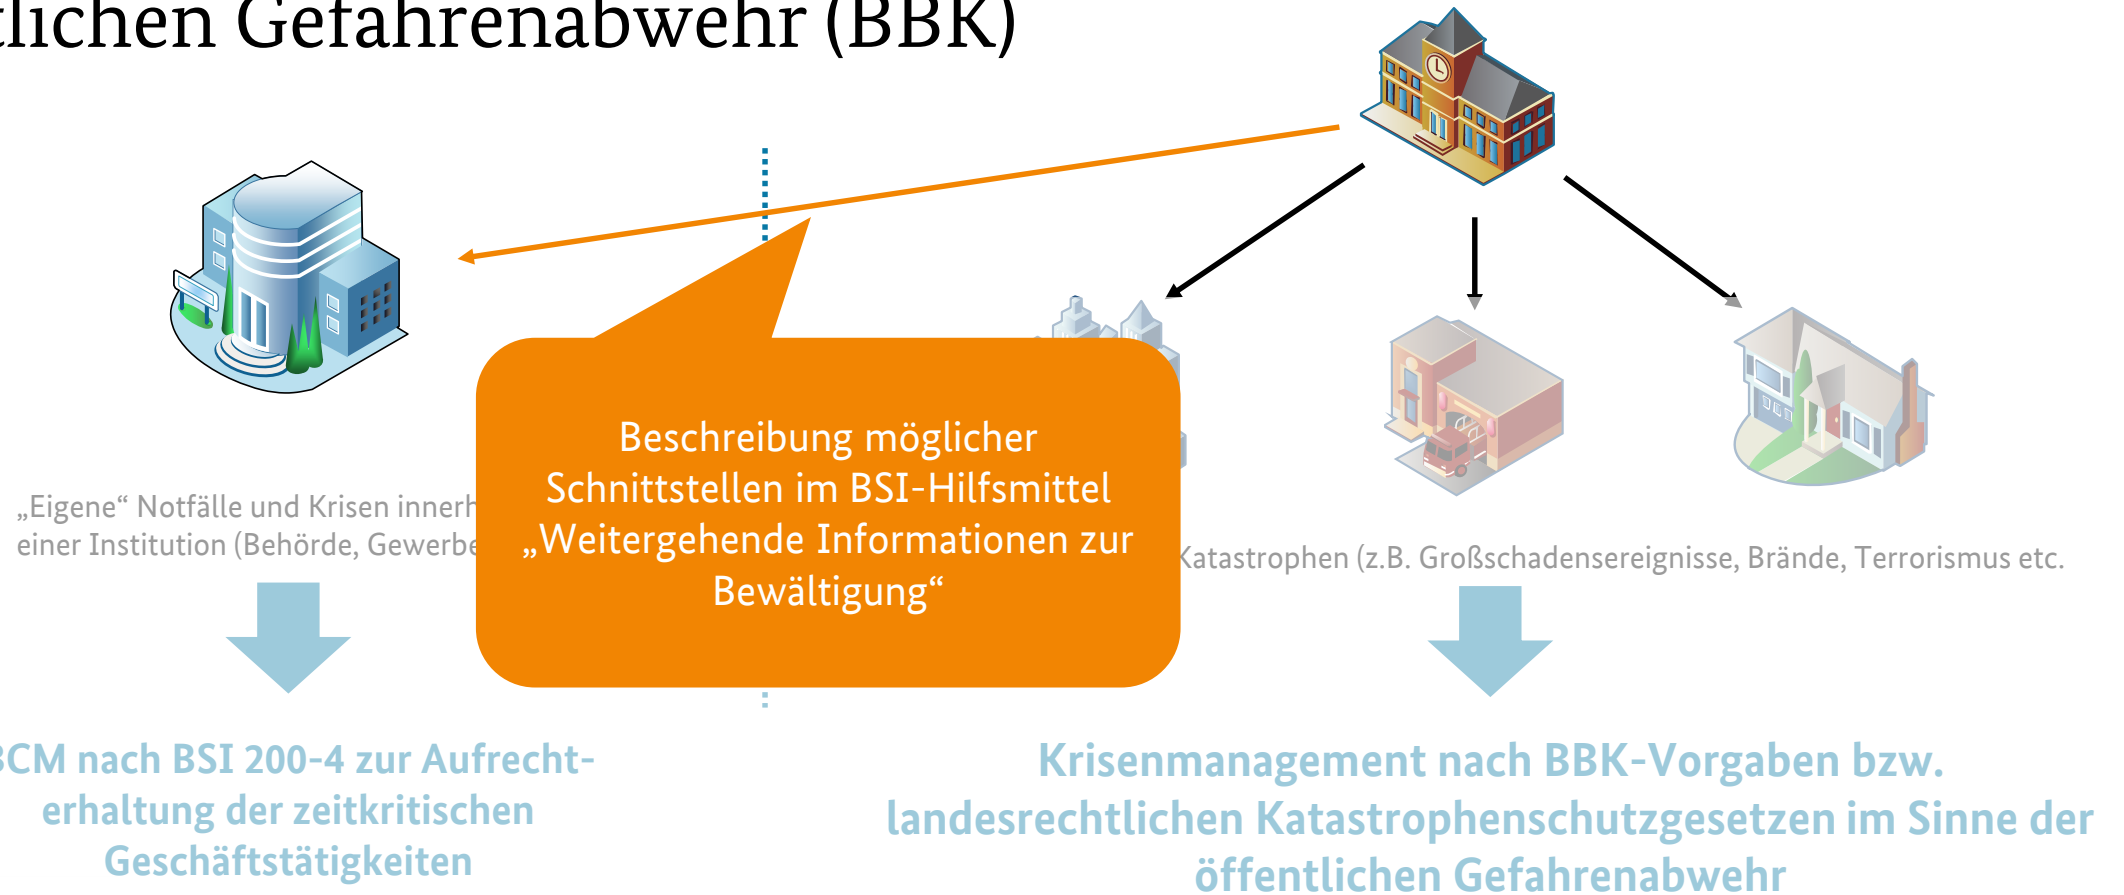 tlichen Gefahrenabwehr (BBK)
Beschreibung möglicher
Schnittstellen im BSI-Hilfsmittel
„Weitergehende Informationen zur
Bewältigung“
„Eigene“ Notfälle und Krisen innerh
einer Institution (Behörde, Gewerbe
Katastrophen (z.B. Großschadensereignisse, Brände, Terrorismus etc.
BCM nach BSI 200-4 zur Aufrecht-
erhaltung der zeitkritischen
Geschäftstätigkeiten
Krisenmanagement nach BBK-Vorgaben bzw.
landesrechtlichen Katastrophenschutzgesetzen im Sinne der
öffentlichen Gefahrenabwehr